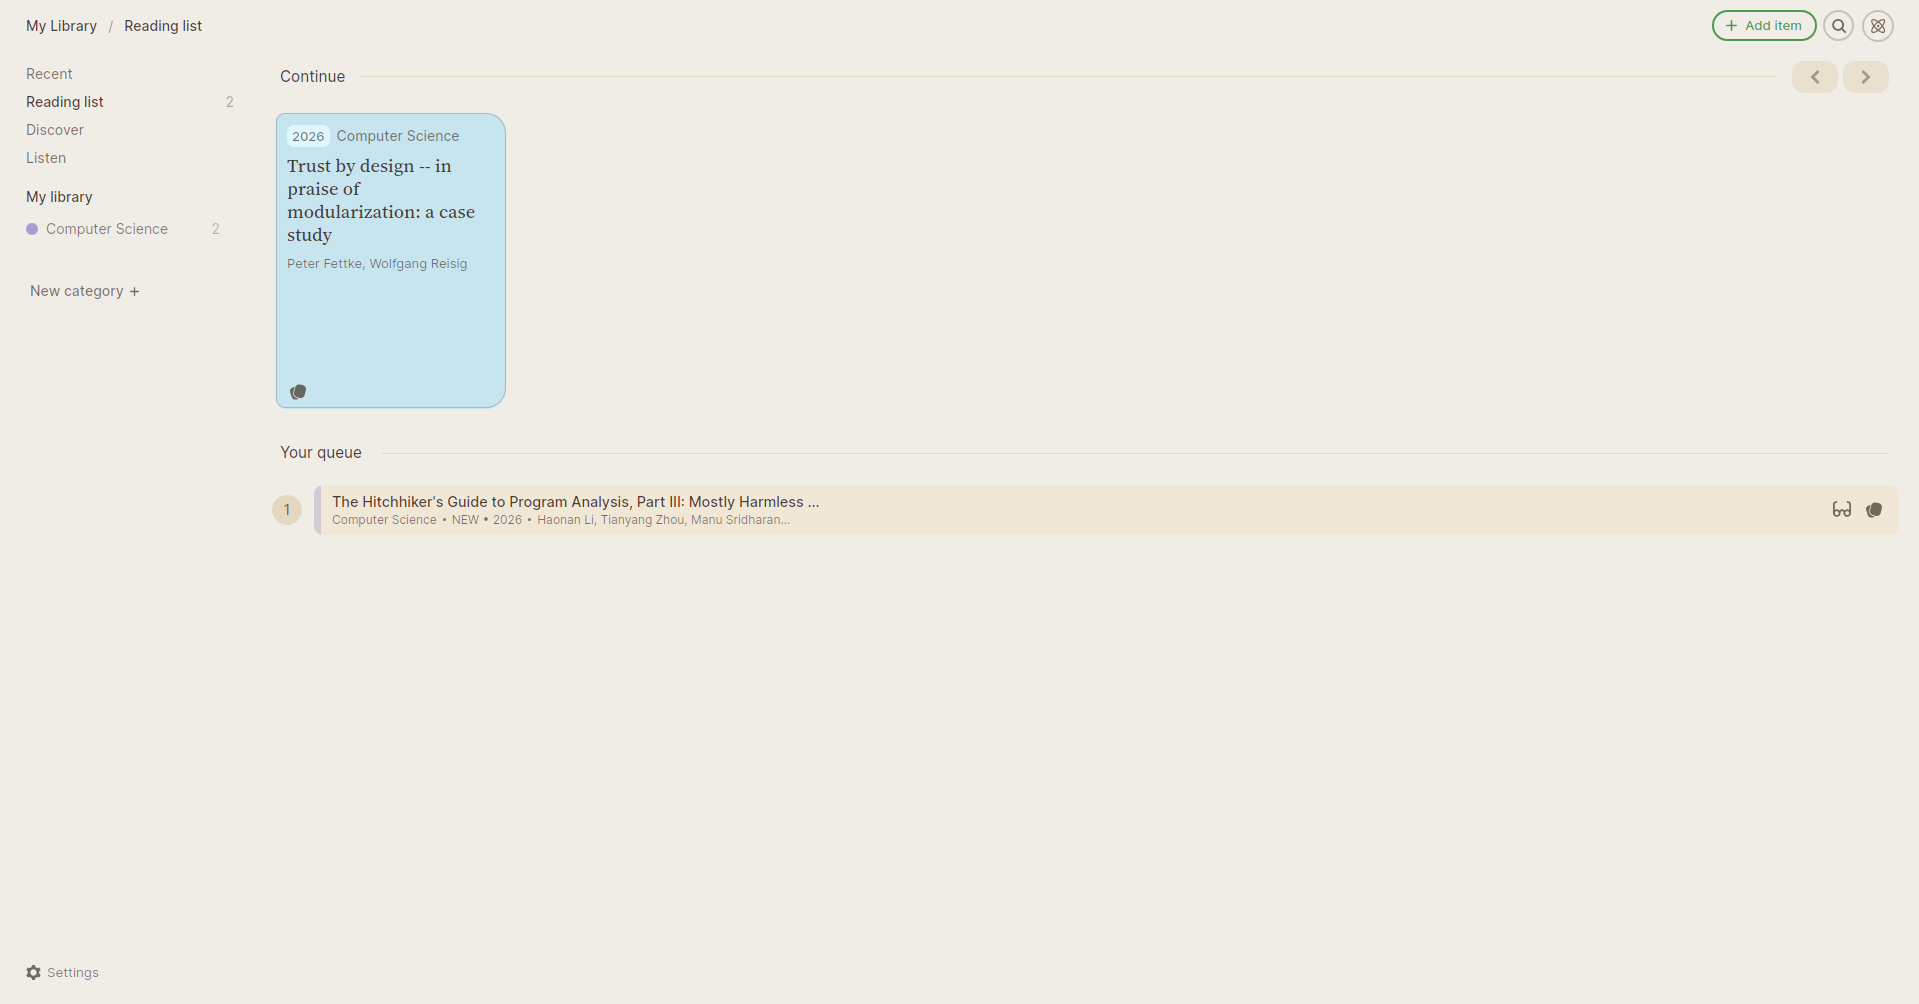 My Library / Reading list
Add item
Recent
Reading list 2
Discover
Listen
My library
Computer Science 2
New category +
Continue
2026 Computer Science
Trust by design -- in
praise of
modularization: a case
study
Peter Fettke, Wolfgang Reisig
Your queue
1
The Hitchhiker's Guide to Program Analysis, Part III: Mostly Harmless ...
Computer Science • NEW • 2026 • Haonan Li, Tianyang Zhou, Manu Sridharan...
Settings